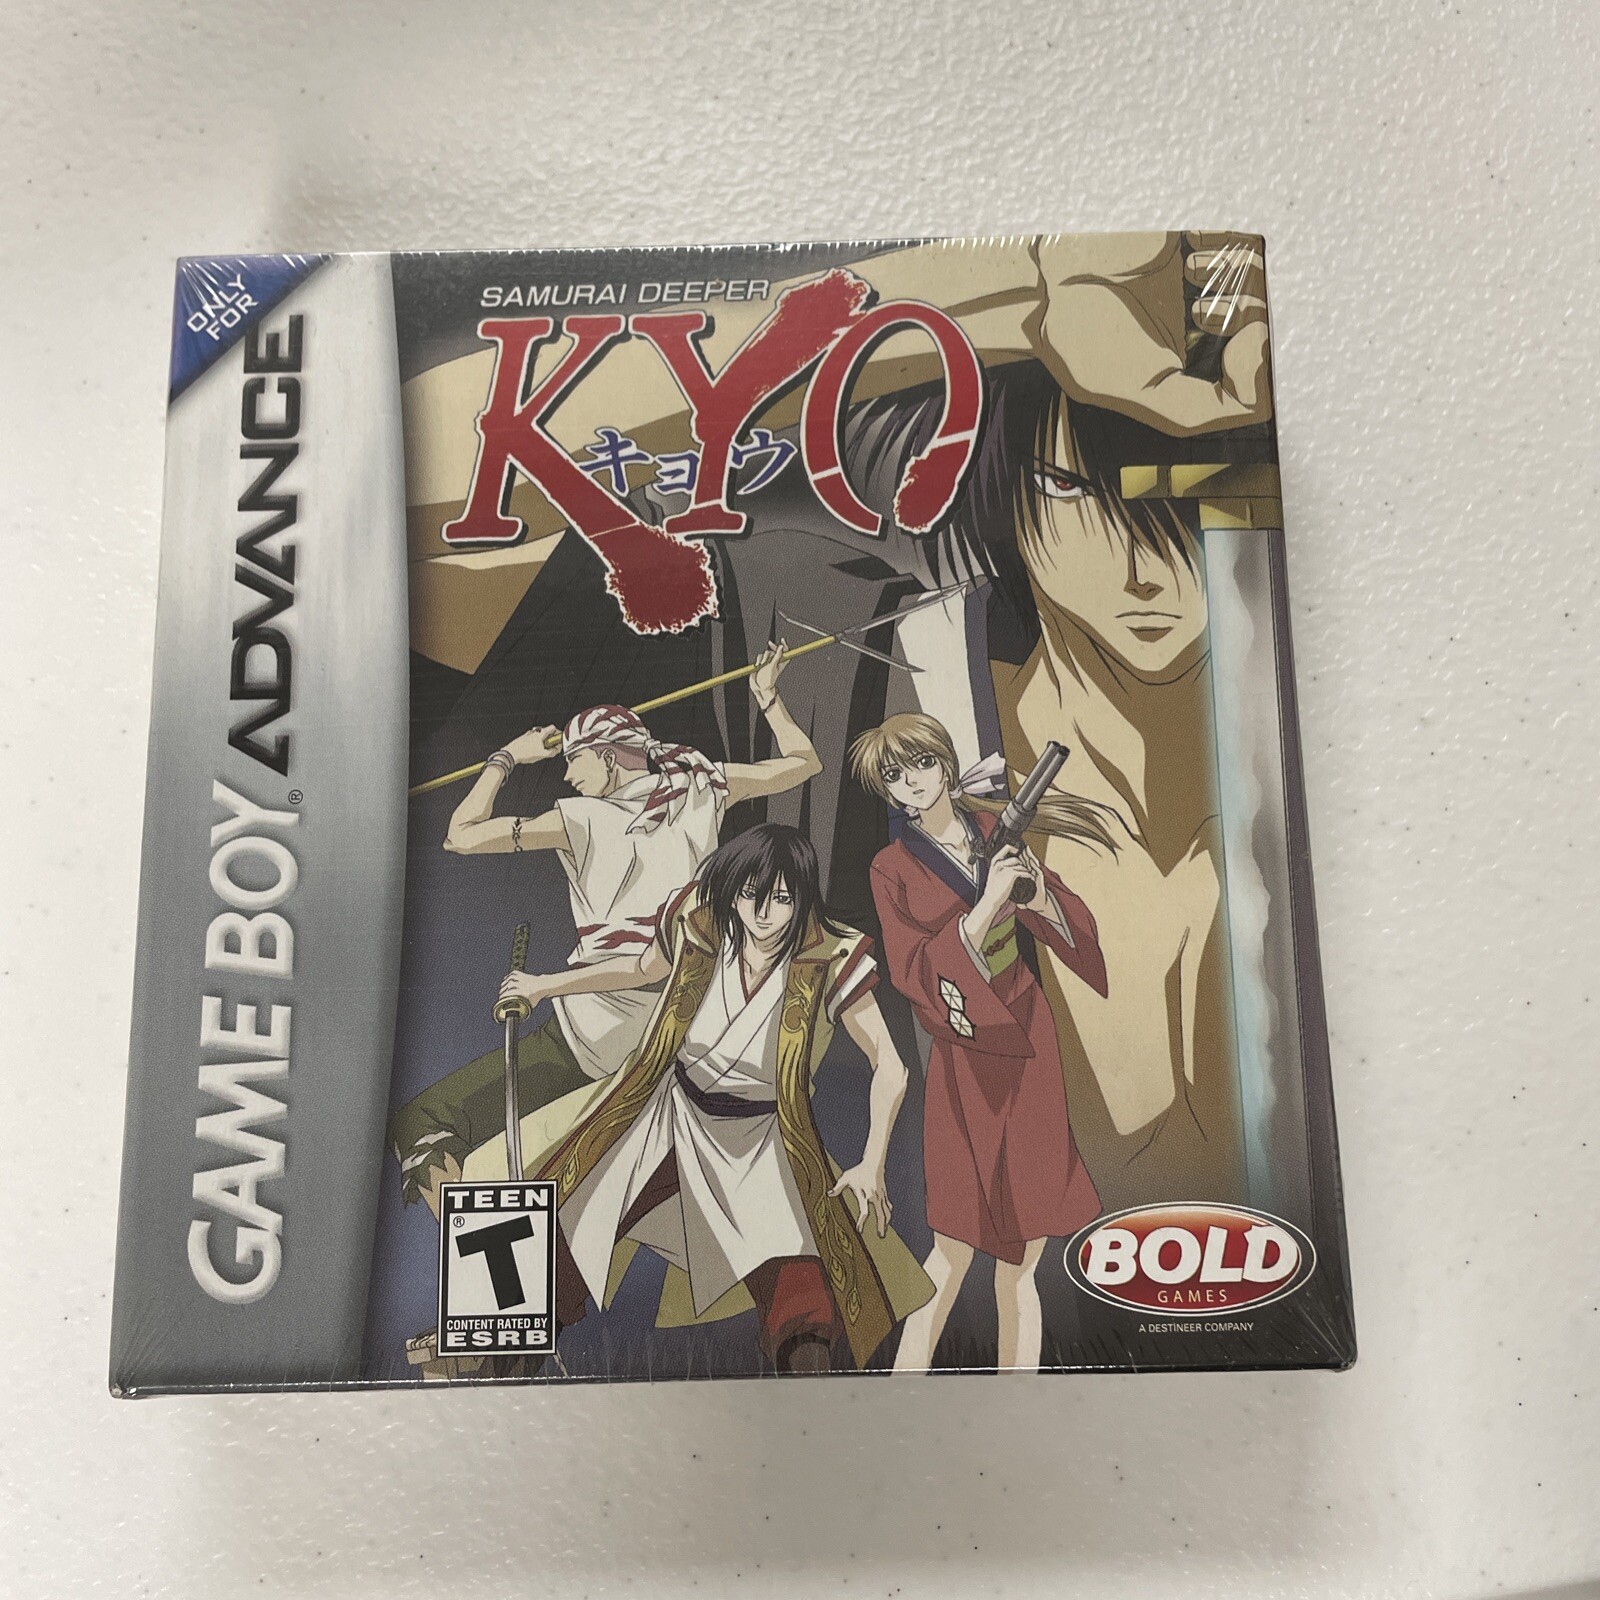 ONLY
FOR
GAME BOY ADVANCE
®
SAMURAI DEEPER
KYO
キョウ
TEEN
®
T
CONTENT RATED BY
ESRB
BOLD
GAMES
A DESTINEER COMPANY